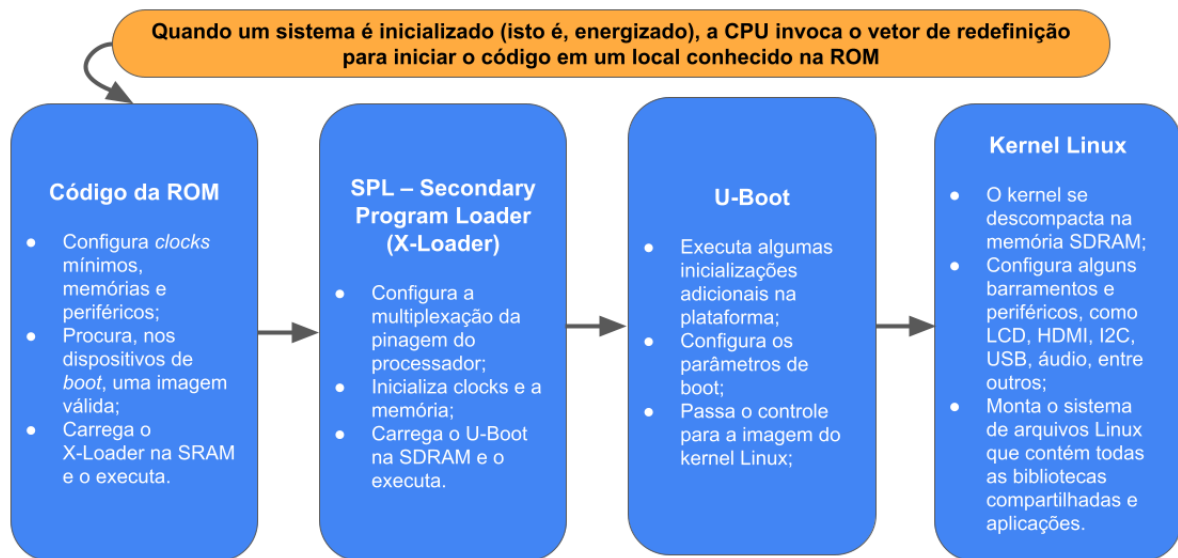 Quando um sistema é inicializado (isto é, energizado), a CPU invoca o vetor de redefinição
para iniciar o código em um local conhecido na ROM
Código da ROM
● Configura clocks
mínimos,
memórias e
periféricos;
● Procura, nos
dispositivos de
boot, uma imagem
válida;
● Carrega o
X-Loader na SRAM
e o executa.
SPL – Secondary
Program Loader
(X-Loader)
● Configura a
multiplexação da
pinagem do
processador;
● Inicializa clocks e a
memória;
● Carrega o U-Boot
na SDRAM e o
executa.
U-Boot
● Executa algumas
inicializações
adicionais na
plataforma;
● Configura os
parâmetros de
boot;
● Passa o controle
para a imagem do
kernel Linux;
Kernel Linux
● O kernel se
descompacta na
memória SDRAM;
● Configura alguns
barramentos e
periféricos, como
LCD, HDMI, I2C,
USB, áudio, entre
outros;
● Monta o sistema
de arquivos Linux
que contém todas
as bibliotecas
compartilhadas e
aplicações.